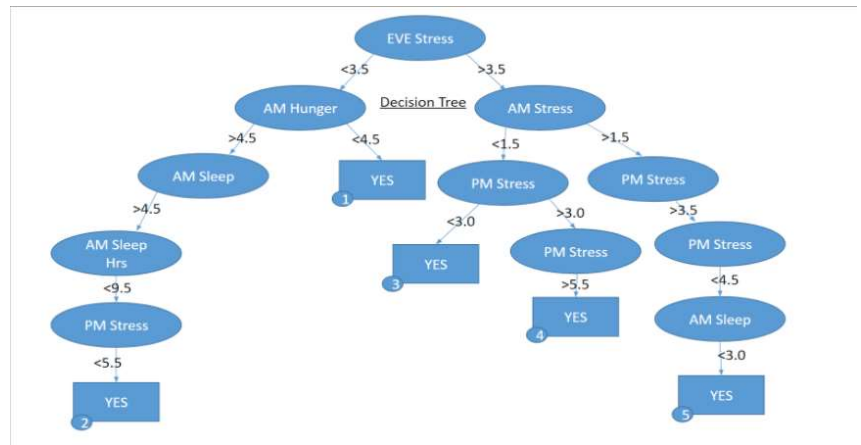 EVE Stress
<3.5
>3.5
AM Hunger
Decision Tree
AM Stress
>4.5
<4.5
<1.5
>1.5
AM Sleep
YES
1
PM Stress
PM Stress
>4.5
<3.0
>3.0
>3.5
AM Sleep
Hrs
YES
3
PM Stress
PM Stress
<9.5
>5.5
<4.5
PM Stress
YES
4
AM Sleep
<5.5
<3.0
YES
2
YES
5